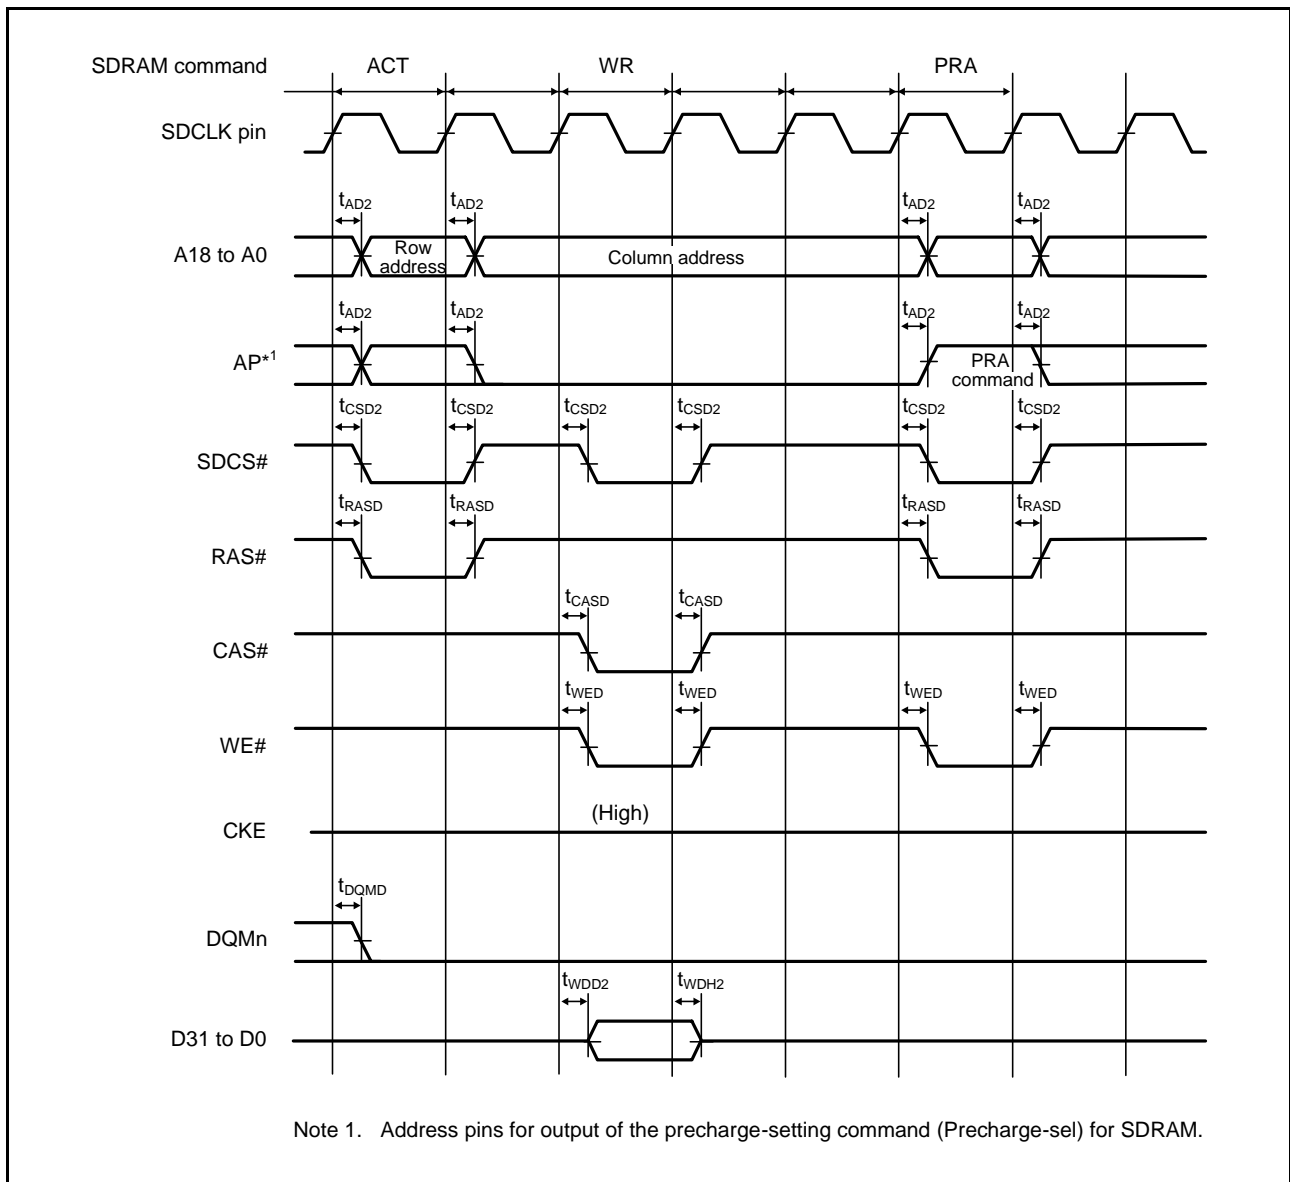 SDRAM command ACT WR PRA
SDCLK pin
tAD2 tAD2 tAD2 tAD2
A18 to A0 Row address Column address
tAD2 tAD2 tAD2 tAD2
AP*1 PRA command
tCSD2 tCSD2 tCSD2 tCSD2 tCSD2 tCSD2
SDCS#
tRASD tRASD tRASD tRASD
RAS#
tCASD tCASD
CAS#
tWED tWED tWED tWED
WE#
(High)
CKE
tDQMD
DQMn
tWDD2 tWDH2
D31 to D0
Note 1. Address pins for output of the precharge-setting command (Precharge-sel) for SDRAM.